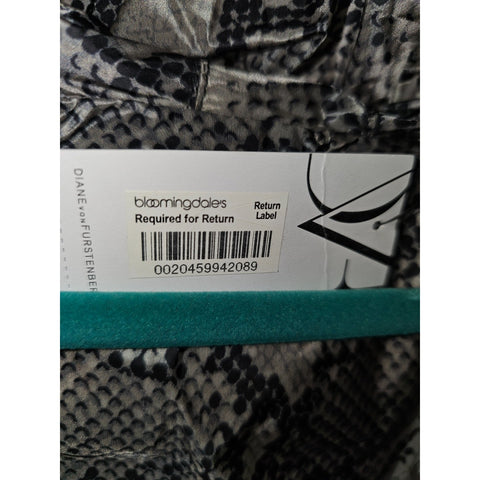 bloomingdale's
Return
Label
Required for Return
0020459942089
DIANE VON FURSTENBER